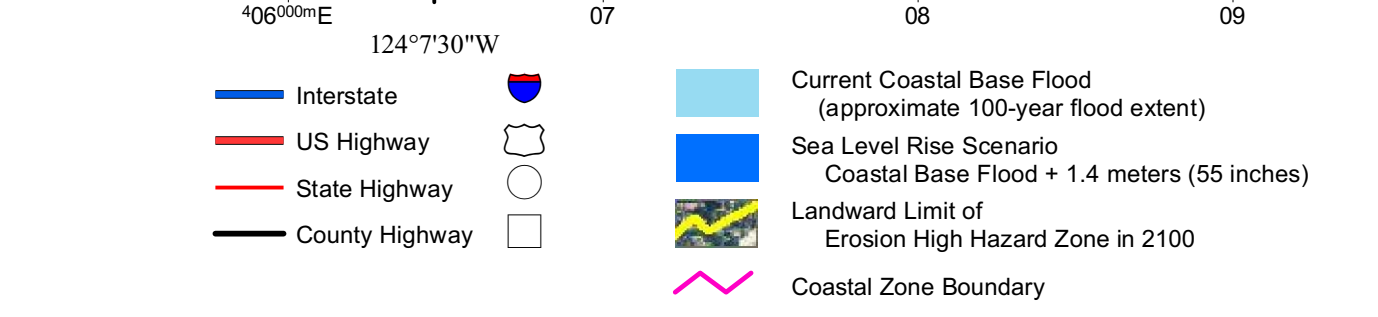 406000mE 07 08 09
124°7'30"W
Interstate
US Highway
State Highway
County Highway
Current Coastal Base Flood
(approximate 100-year flood extent)
Sea Level Rise Scenario
Coastal Base Flood + 1.4 meters (55 inches)
Landward Limit of
Erosion High Hazard Zone in 2100
Coastal Zone Boundary